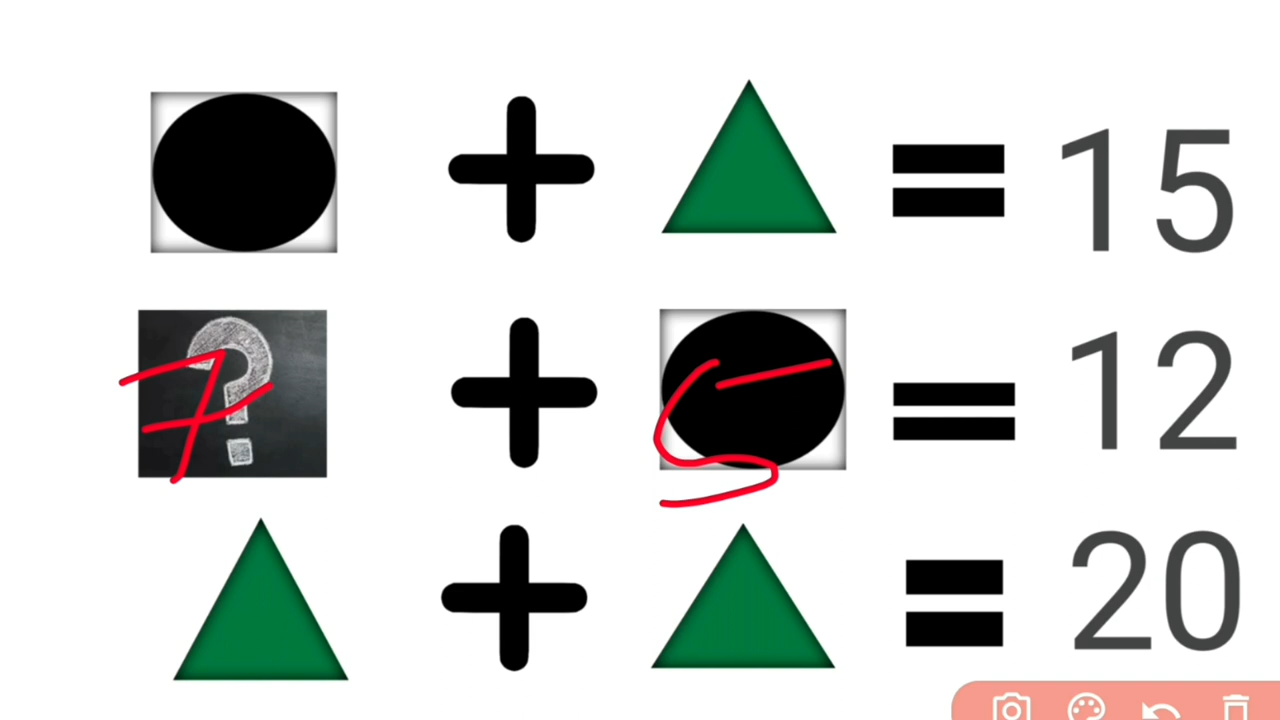 + = 15
? 7 + 5 = 12
+ = 20